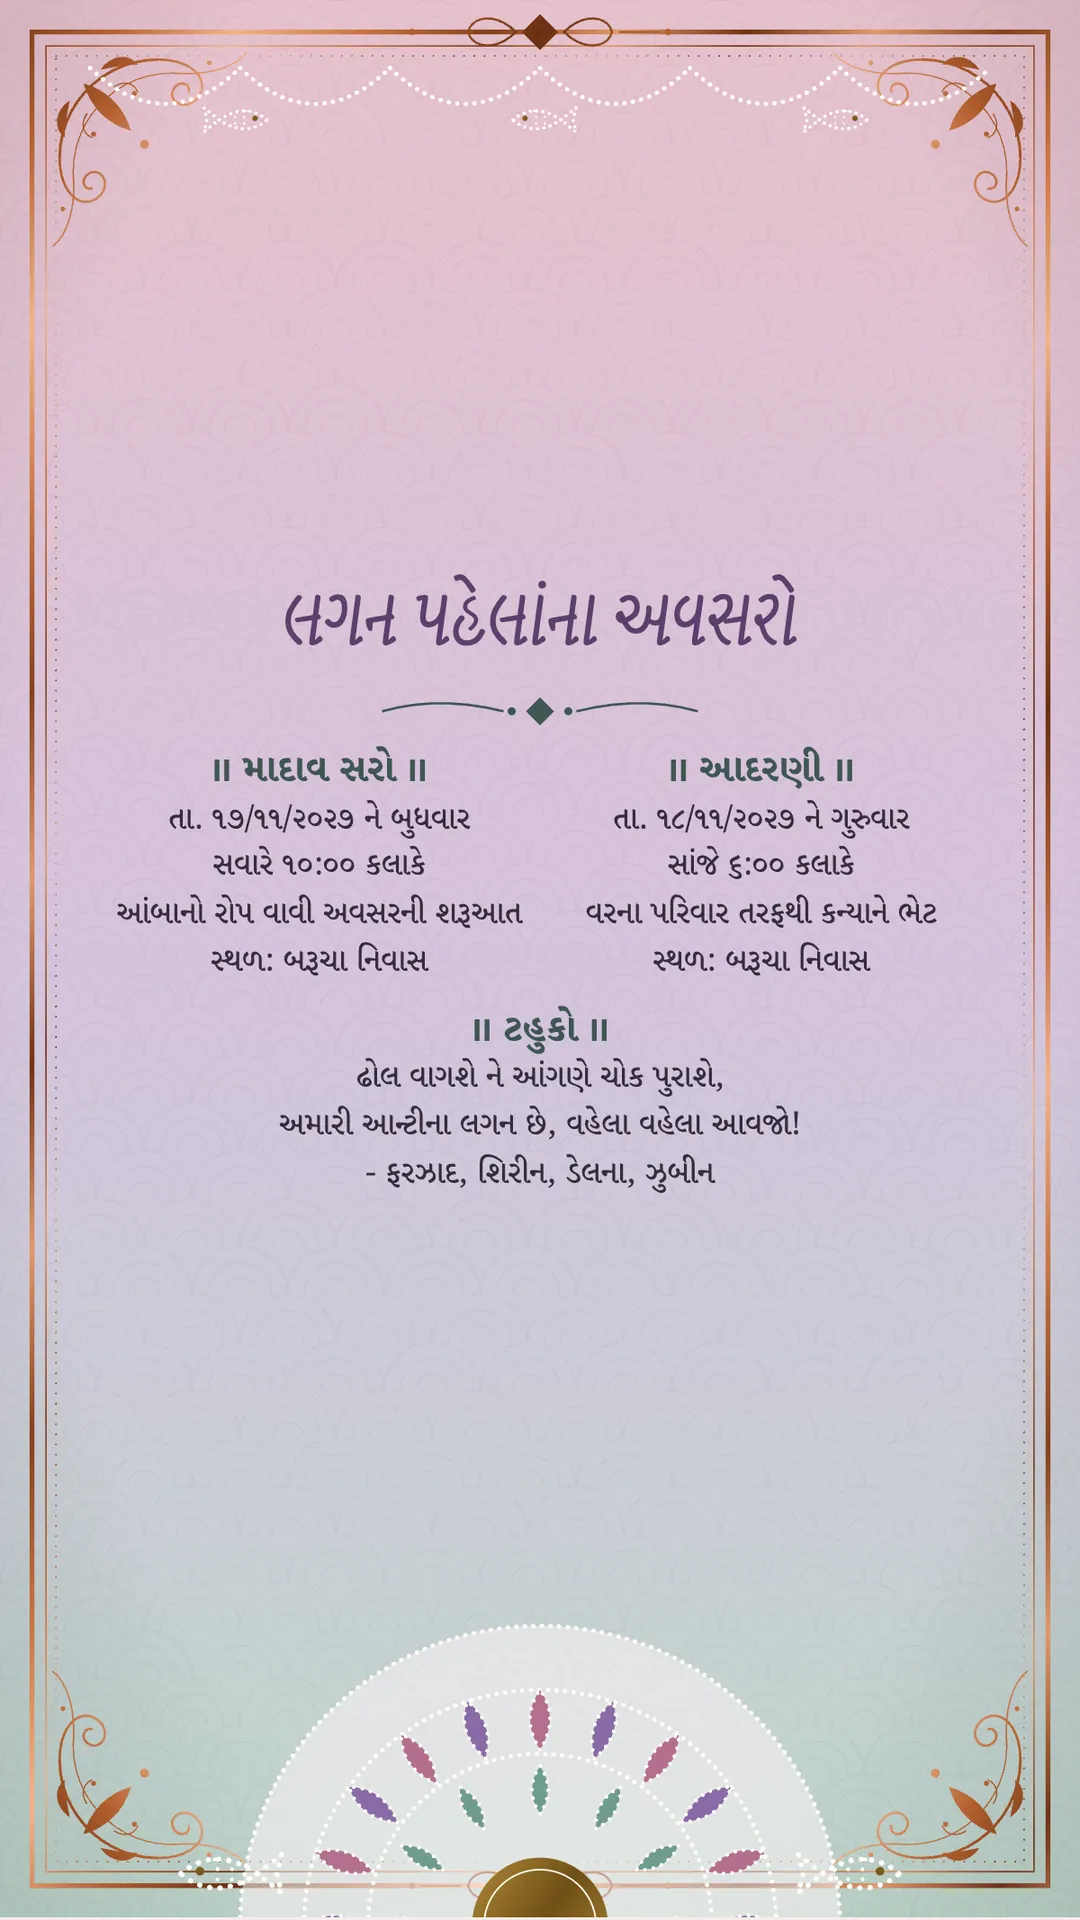 લગન પહેલાંના અવસરો
॥ માદાવ સરો ॥
તા. ૧૭/૧૧/૨૦૨૭ ને બુધવાર
સવારે ૧૦:૦૦ કલાકે
આંબાનો રોપ વાવી અવસરની શરૂઆત
સ્થળ: બરૂચા નિવાસ
॥ આદરણી ॥
તા. ૧૮/૧૧/૨૦૨૭ ને ગુરુવાર
સાંજે ૬:૦૦ કલાકે
વરના પરિવાર તરફથી કન્યાને ભેટ
સ્થળ: બરૂચા નિવાસ
॥ ટહુકો ॥
ઢોલ વાગશે ને આંગણે ચોક પુરાશે,
અમારી આન્ટીના લગન છે, વહેલા વહેલા આવજો!
- ફરઝાદ, શિરીન, ડેલના, ઝુબીન